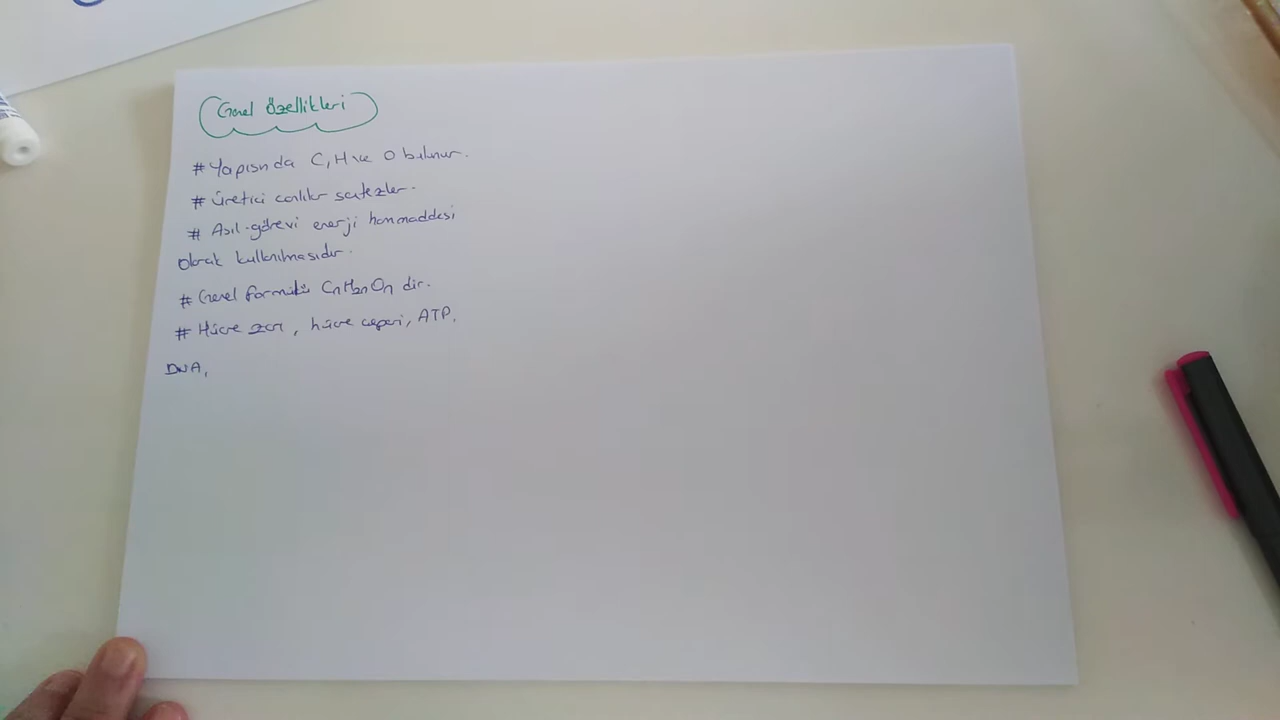 Genel özellikleri
# Yapısında C, H ve O bulunur.
# Üretici canlılar sentezler.
# Asıl görevi enerji hammaddesi
olarak kullanılmasıdır.
# Genel formülü CnH2nOn dir.
# Hücre zarı, hücre çeperi, ATP,
DNA,